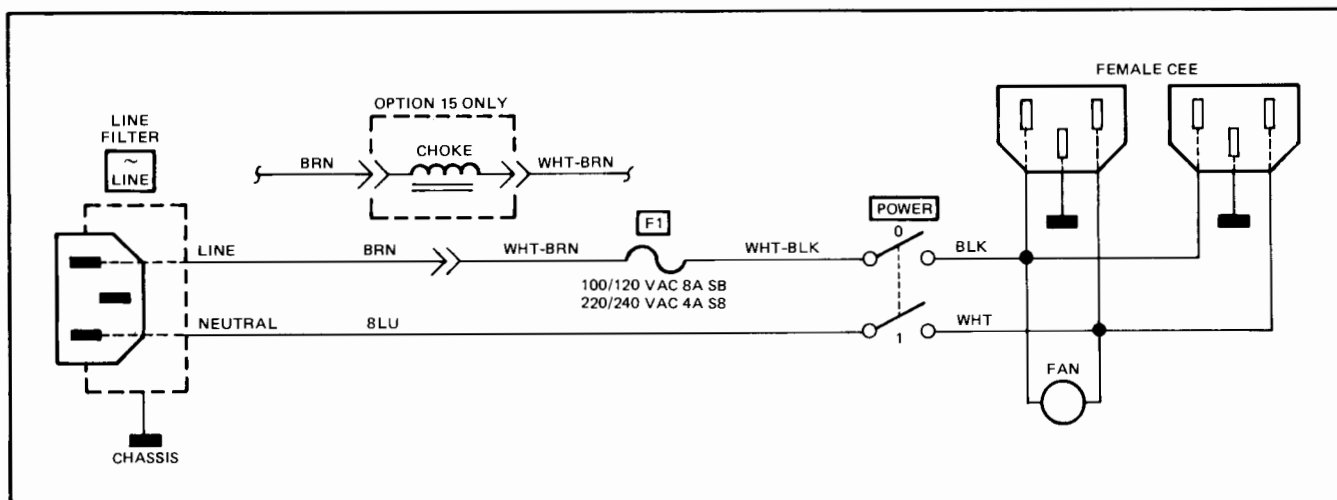 FEMALE CEE
OPTION 15 ONLY
LINE
FILTER
~
LINE
BRN
CHOKE
WHT-BRN
LINE
BRN
WHT-BRN
F1
100/120 VAC 8A SB
220/240 VAC 4A S8
WHT-BLK
POWER
0
BLK
NEUTRAL
8LU
1
WHT
FAN
CHASSIS